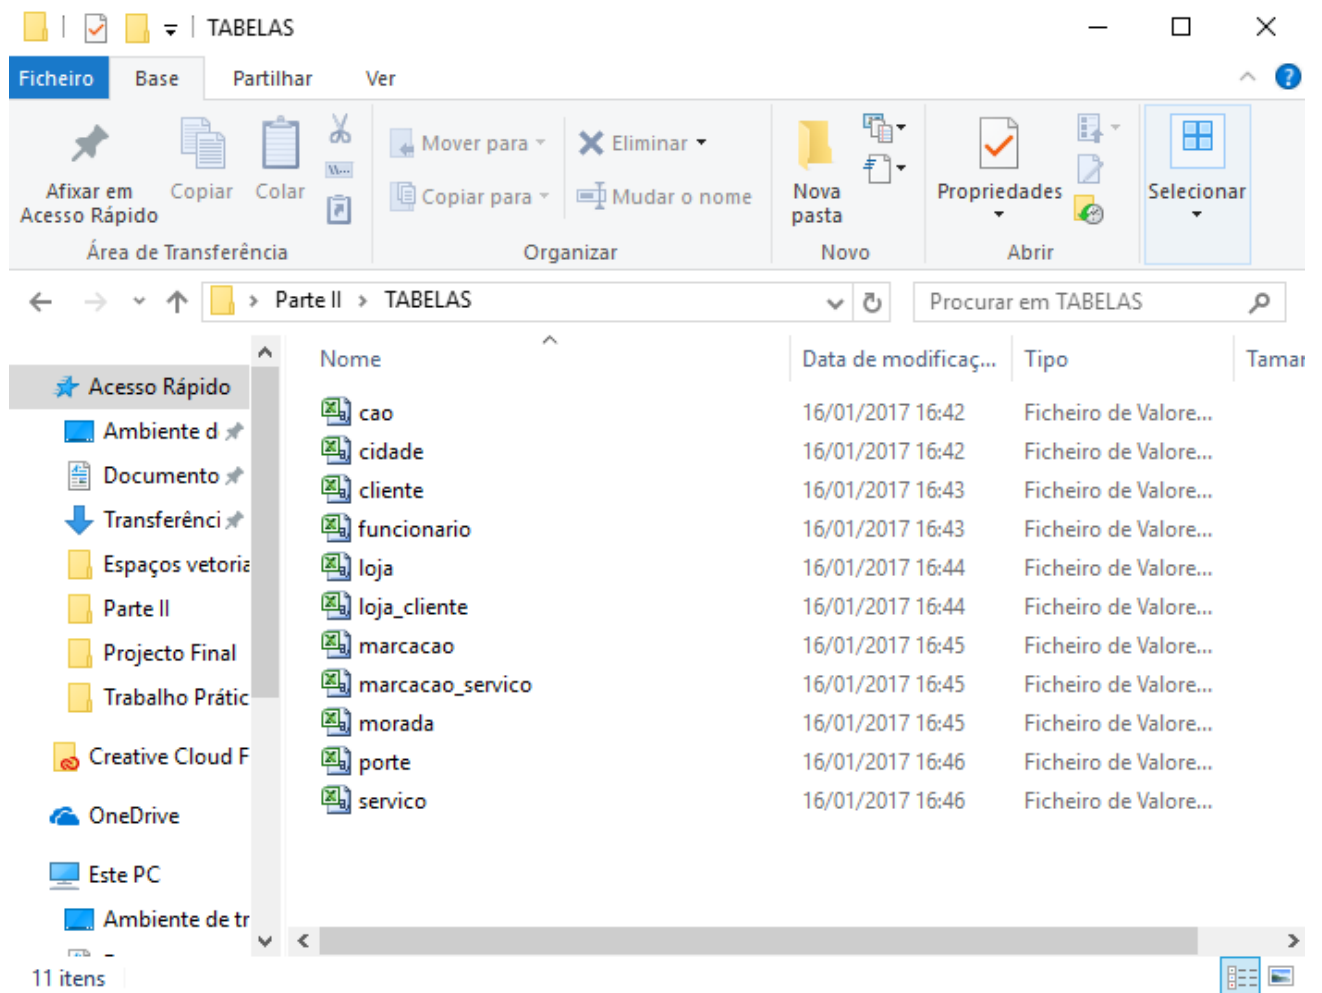 TABELAS
Ficheiro Base Partilhar Ver
Afixar em Acesso Rápido
Copiar
Colar
Área de Transferência
Mover para
Copiar para
Eliminar
Mudar o nome
Organizar
Nova pasta
Novo
Propriedades
Abrir
Selecionar
Parte II > TABELAS
Procurar em TABELAS
Nome Data de modificaç... Tipo Tamar
Acesso Rápido
Ambiente d
Documento
Transferênci
Espaços vetoria
Parte II
Projecto Final
Trabalho Prátic
Creative Cloud F
OneDrive
Este PC
Ambiente de tr
cao 16/01/2017 16:42 Ficheiro de Valore...
cidade 16/01/2017 16:42 Ficheiro de Valore...
cliente 16/01/2017 16:43 Ficheiro de Valore...
funcionario 16/01/2017 16:43 Ficheiro de Valore...
loja 16/01/2017 16:44 Ficheiro de Valore...
loja_cliente 16/01/2017 16:44 Ficheiro de Valore...
marcacao 16/01/2017 16:45 Ficheiro de Valore...
marcacao_servico 16/01/2017 16:45 Ficheiro de Valore...
morada 16/01/2017 16:45 Ficheiro de Valore...
porte 16/01/2017 16:46 Ficheiro de Valore...
servico 16/01/2017 16:46 Ficheiro de Valore...
11 itens